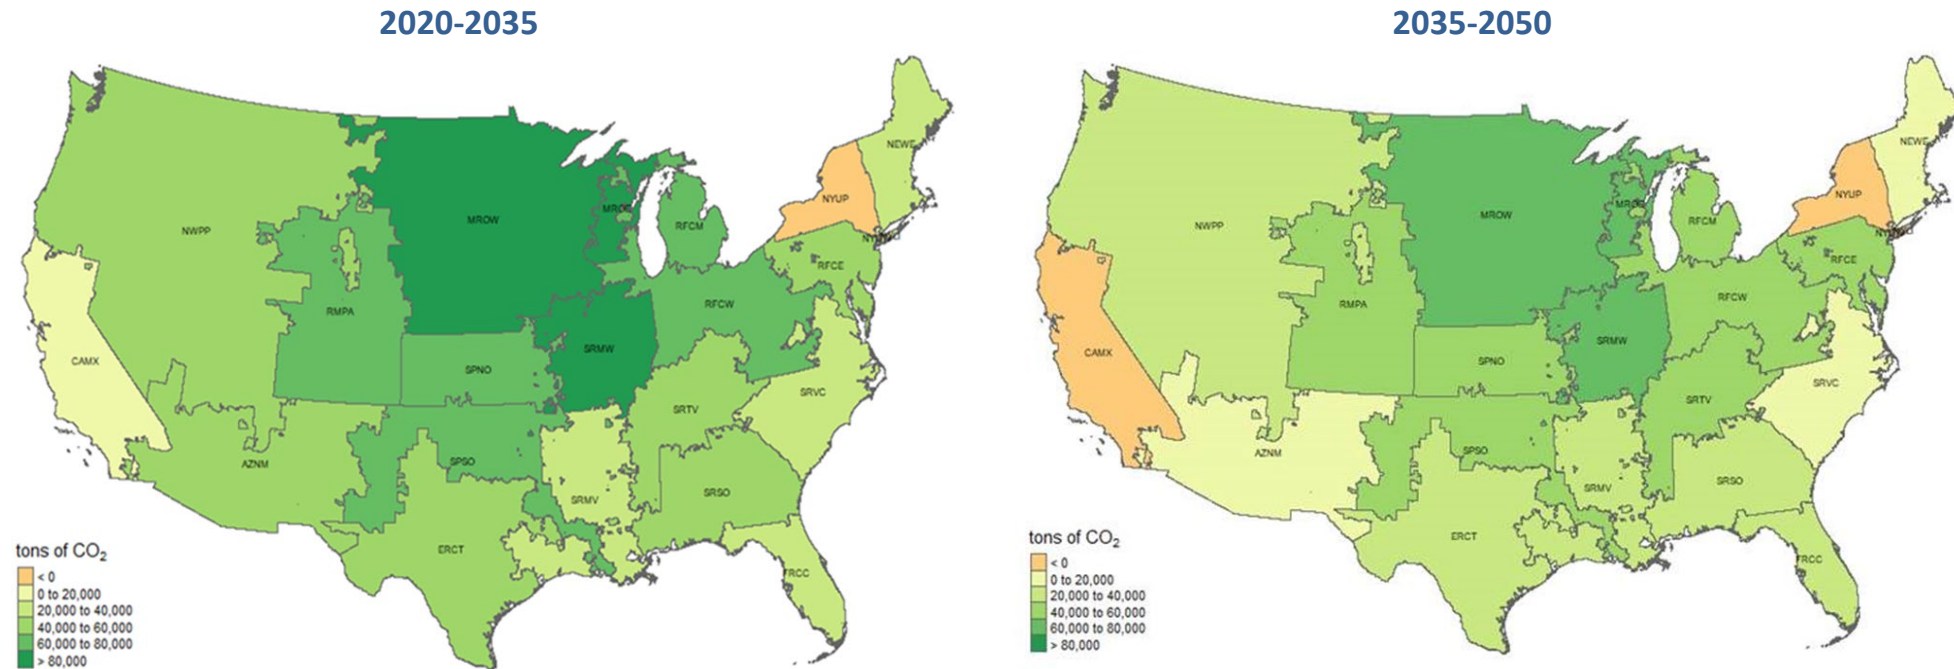 2020-2035
2035-2050
NEWE
NYUP
MROW
RFCM
NWPP
RFCE
RMPA
RFCW
SRMW
CAMX
SPNO
SRVC
SRTV
AZNM
SPSO
SRMV
SRSO
ERCT
FRCC
tons of CO₂
< 0
0 to 20,000
20,000 to 40,000
40,000 to 60,000
60,000 to 80,000
> 80,000
NEWE
NYUP
MROW
RFCM
NWPP
RFCE
RFCW
RMPA
SRMW
CAMX
SPNO
SRVC
SRTV
AZNM
SPSO
SRSO
SRMV
ERCT
FRCC
tons of CO₂
< 0
0 to 20,000
20,000 to 40,000
40,000 to 60,000
60,000 to 80,000
> 80,000